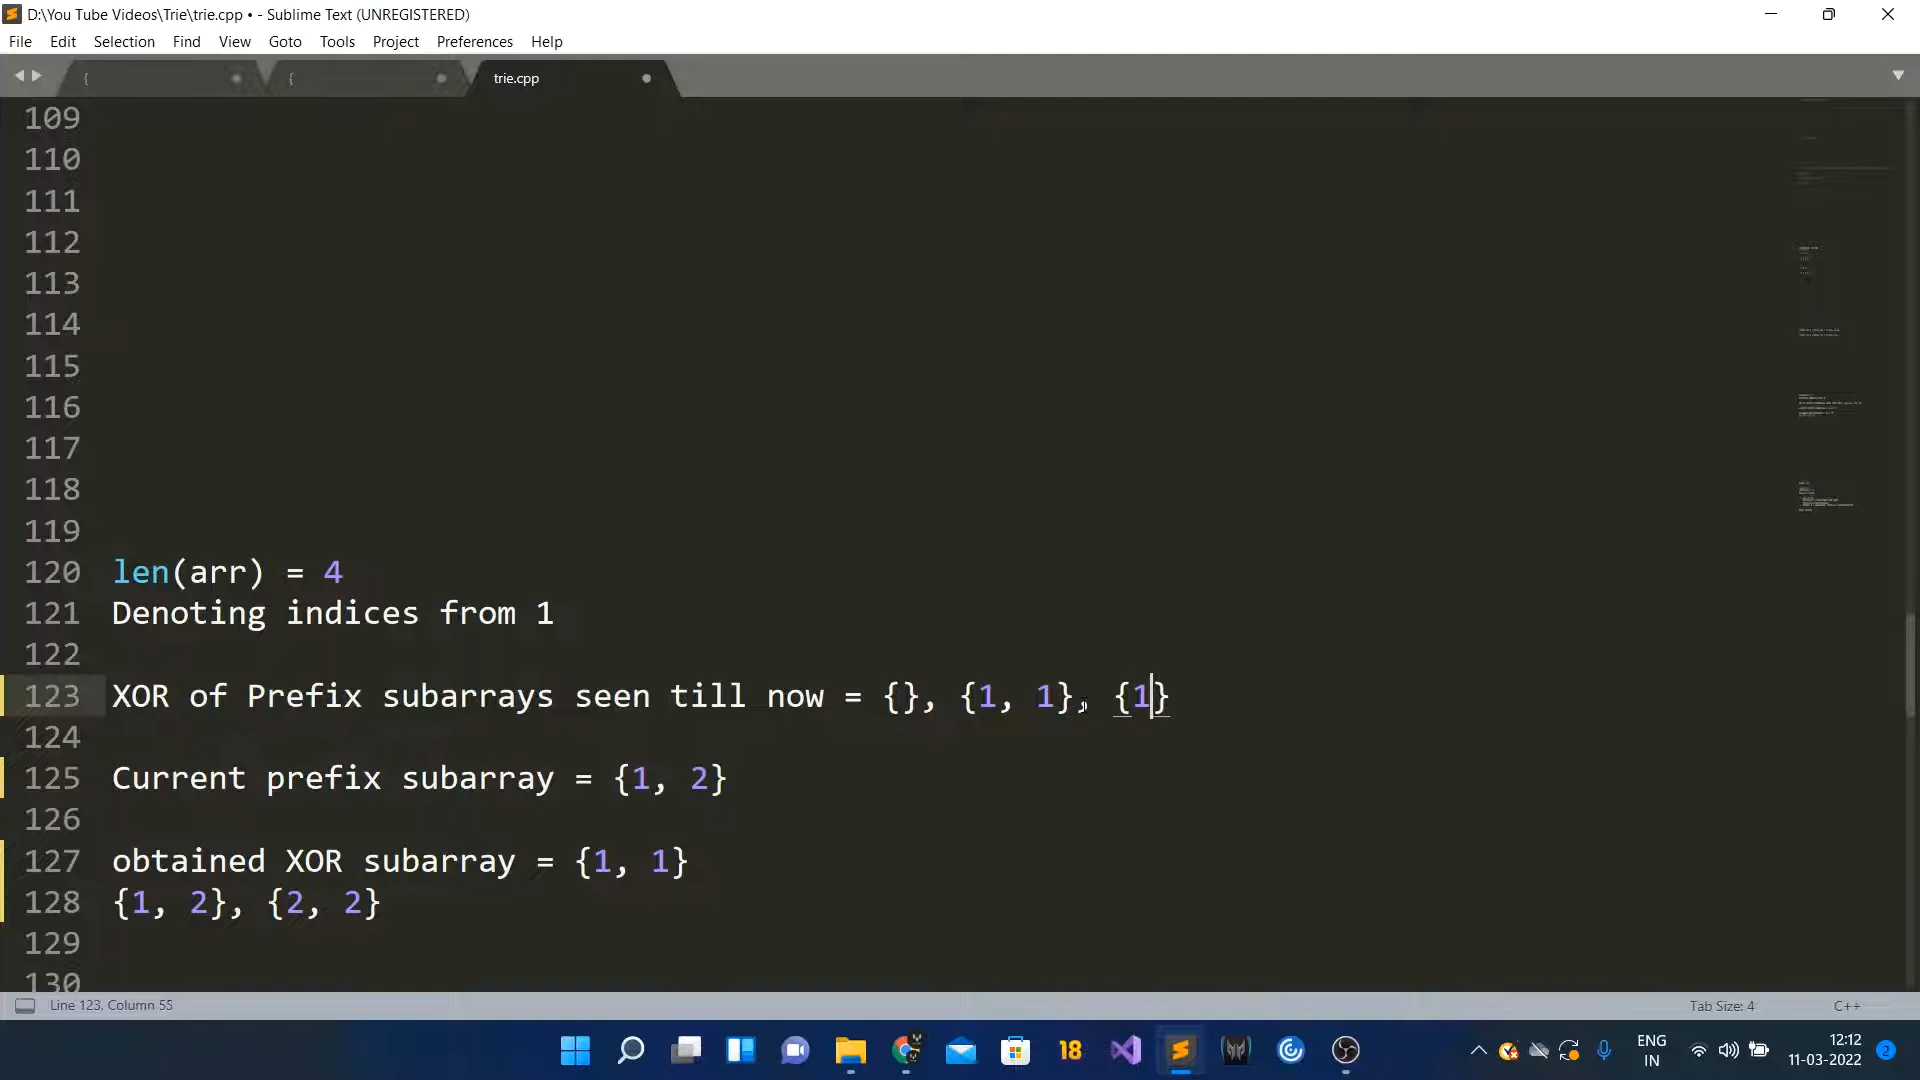 D:\You Tube Videos\Trie\trie.cpp • - Sublime Text (UNREGISTERED)
File Edit Selection Find View Goto Tools Project Preferences Help
{ { trie.cpp
109
110
111
112
113
114
115
116
117
118
119
120 len(arr) = 4
121 Denoting indices from 1
122
123 XOR of Prefix subarrays seen till now = {}, {1, 1}, {1}
124
125 Current prefix subarray = {1, 2}
126
127 obtained XOR subarray = {1, 1}
128 {1, 2}, {2, 2}
129
130
Line 123, Column 55 Tab Size: 4 C++
18 ENG IN 12:12 11-03-2022 2